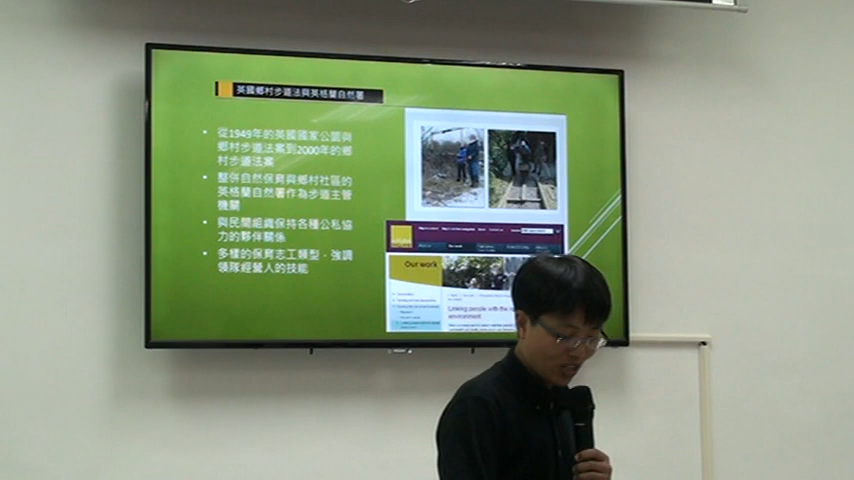 英國鄉村步道法與英格蘭自然署
• 從1949年的英國國家公園與
鄉村步道法案到2000年的鄉
村步道法案
• 整併自然保育與鄉村社區的
英格蘭自然署作為步道主管
機關
• 與民間組織保持各種公私協
力的夥伴關係
• 多樣的保育志工類型，強調
領隊經營人的技能
Our work
Linking people with the
environment